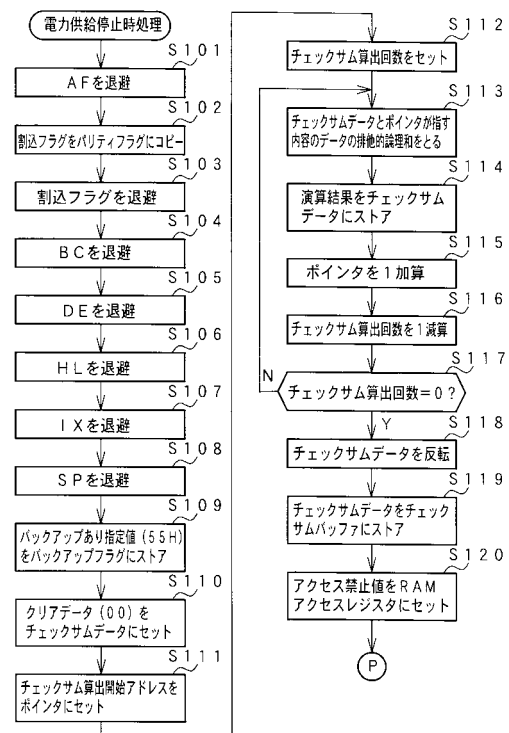 電力供給停止時処理
S101
AFを退避
S102
割込フラグをパリティフラグにコピー
S103
割込フラグを退避
S104
BCを退避
S105
DEを退避
S106
HLを退避
S107
IXを退避
S108
SPを退避
S109
バックアップあり指定値(55H)
をバックアップフラグにストア
S110
クリアデータ(00)を
チェックサムデータにセット
S111
チェックサム算出開始アドレスを
ポインタにセット
S112
チェックサム算出回数をセット
S113
チェックサムデータとポインタが指す
内容のデータの排他的論理和をとる
S114
演算結果をチェックサム
データにストア
S115
ポインタを1加算
S116
チェックサム算出回数を1減算
S117
N
チェックサム算出回数=0?
Y
S118
チェックサムデータを反転
S119
チェックサムデータをチェック
サムバッファにストア
S120
アクセス禁止値をRAM
アクセスレジスタにセット
P